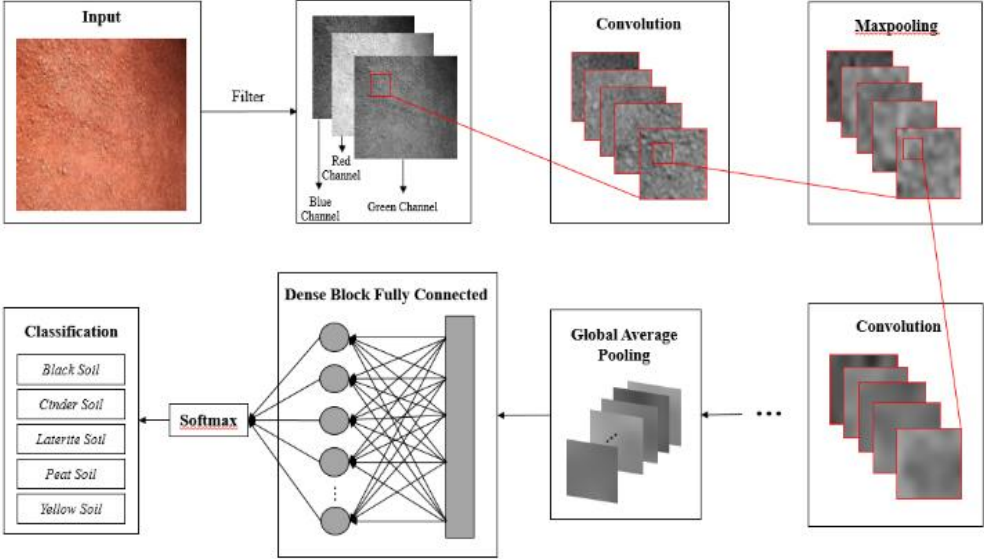 Input
Filter
Red
Channel
Blue
Channel
Green Channel
Convolution
Maxpooling
Convolution
...
Global Average
Pooling
Dense Block Fully Connected
Softmax
Classification
Black Soil
Cinder Soil
Laterite Soil
Peat Soil
Yellow Soil